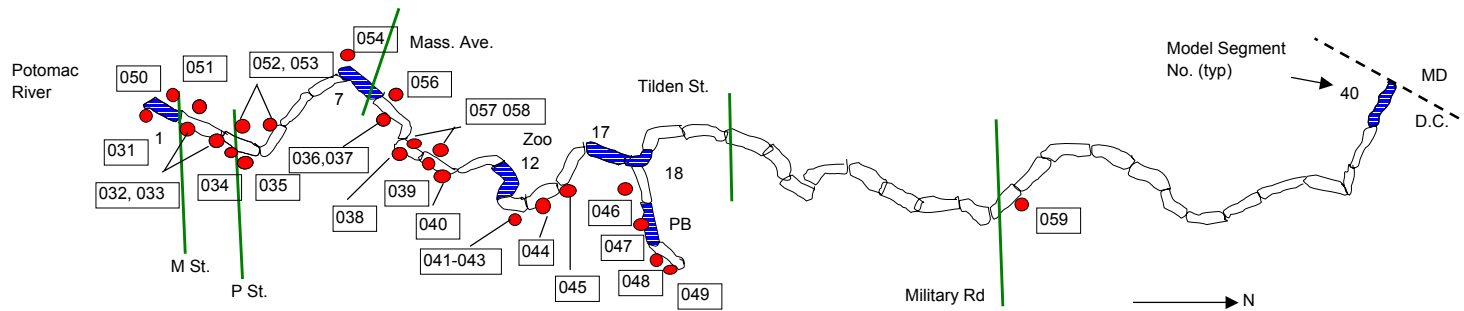 Potomac
River
050
051
052, 053
054
Mass. Ave.
056
057 058
Tilden St.
Model Segment
No. (typ)
MD
D.C.
40
7
1
Zoo
12
17
18
PB
031
032, 033
034
035
036,037
038
039
040
041-043
044
045
046
047
048
049
059
M St.
P St.
Military Rd
N